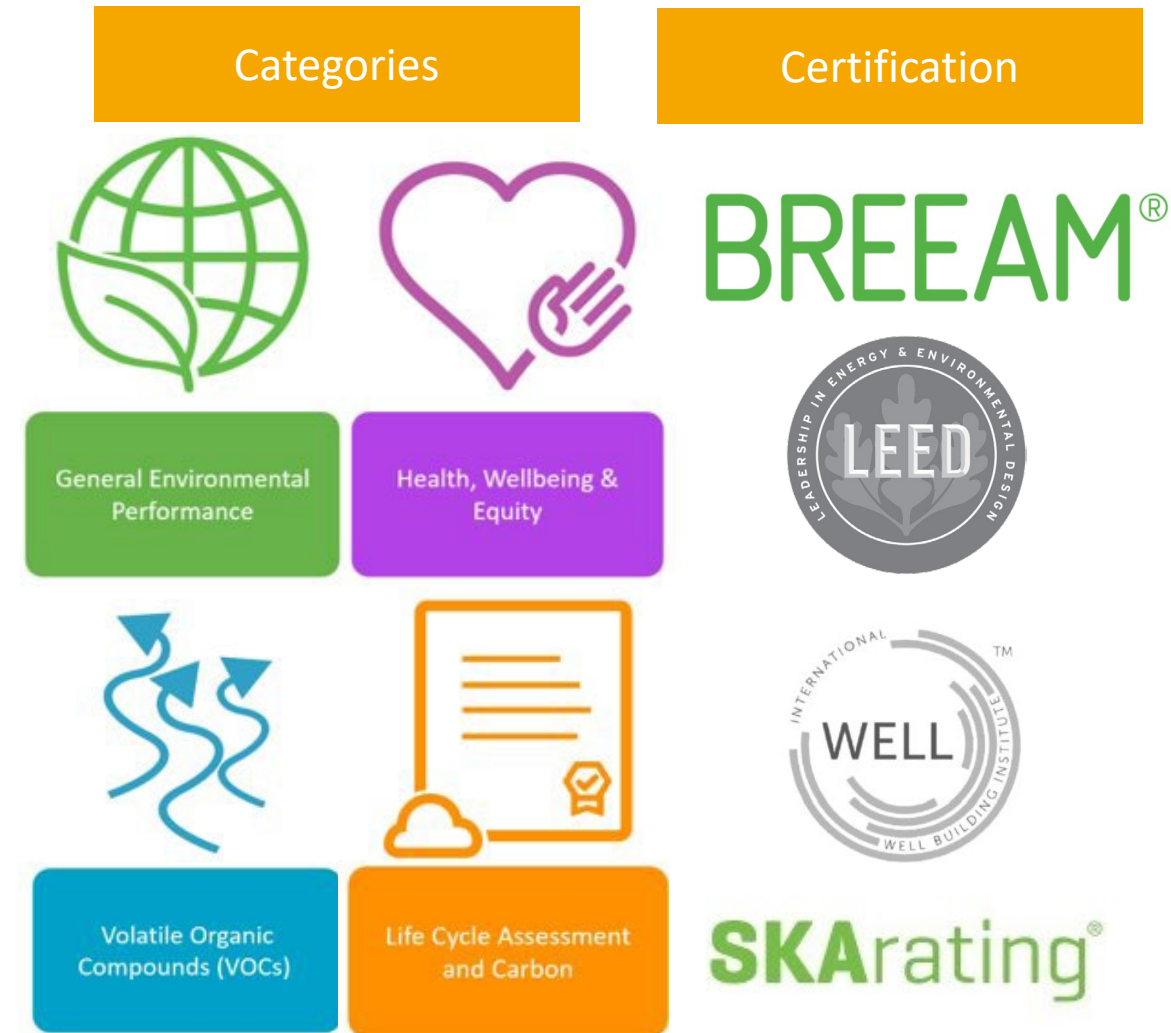 Categories
Certification
General Environmental
Performance
Health, Wellbeing &
Equity
BREEAM®
LEADERSHIP IN ENERGY & ENVIRONMENTAL DESIGN
LEED
Volatile Organic
Compounds (VOCs)
Life Cycle Assessment
and Carbon
INTERNATIONAL
WELL
TM
WELL BUILDING INSTITUTE
SKArating®